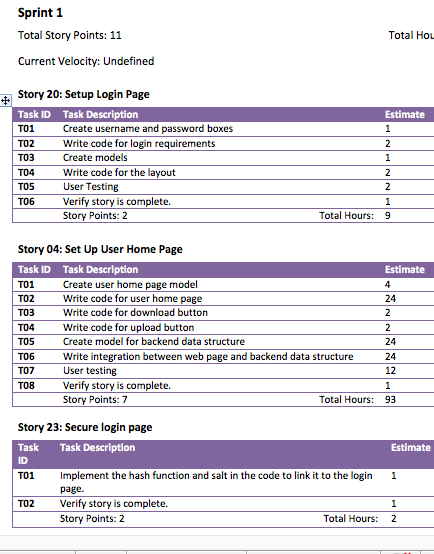 Sprint 1
Total Story Points: 11 Total Hou
Current Velocity: Undefined
Story 20: Setup Login Page
Task ID Task Description Estimate
T01 Create username and password boxes 1
T02 Write code for login requirements 2
T03 Create models 1
T04 Write code for the layout 2
T05 User Testing 2
T06 Verify story is complete. 1
Story Points: 2 Total Hours: 9
Story 04: Set Up User Home Page
Task ID Task Description Estimate
T01 Create user home page model 4
T02 Write code for user home page 24
T03 Write code for download button 2
T04 Write code for upload button 2
T05 Create model for backend data structure 24
T06 Write integration between web page and backend data structure 24
T07 User testing 12
T08 Verify story is complete. 1
Story Points: 7 Total Hours: 93
Story 23: Secure login page
Task Task Description Estimate
ID
T01 Implement the hash function and salt in the code to link it to the login 1
page.
T02 Verify story is complete. 1
Story Points: 2 Total Hours: 2